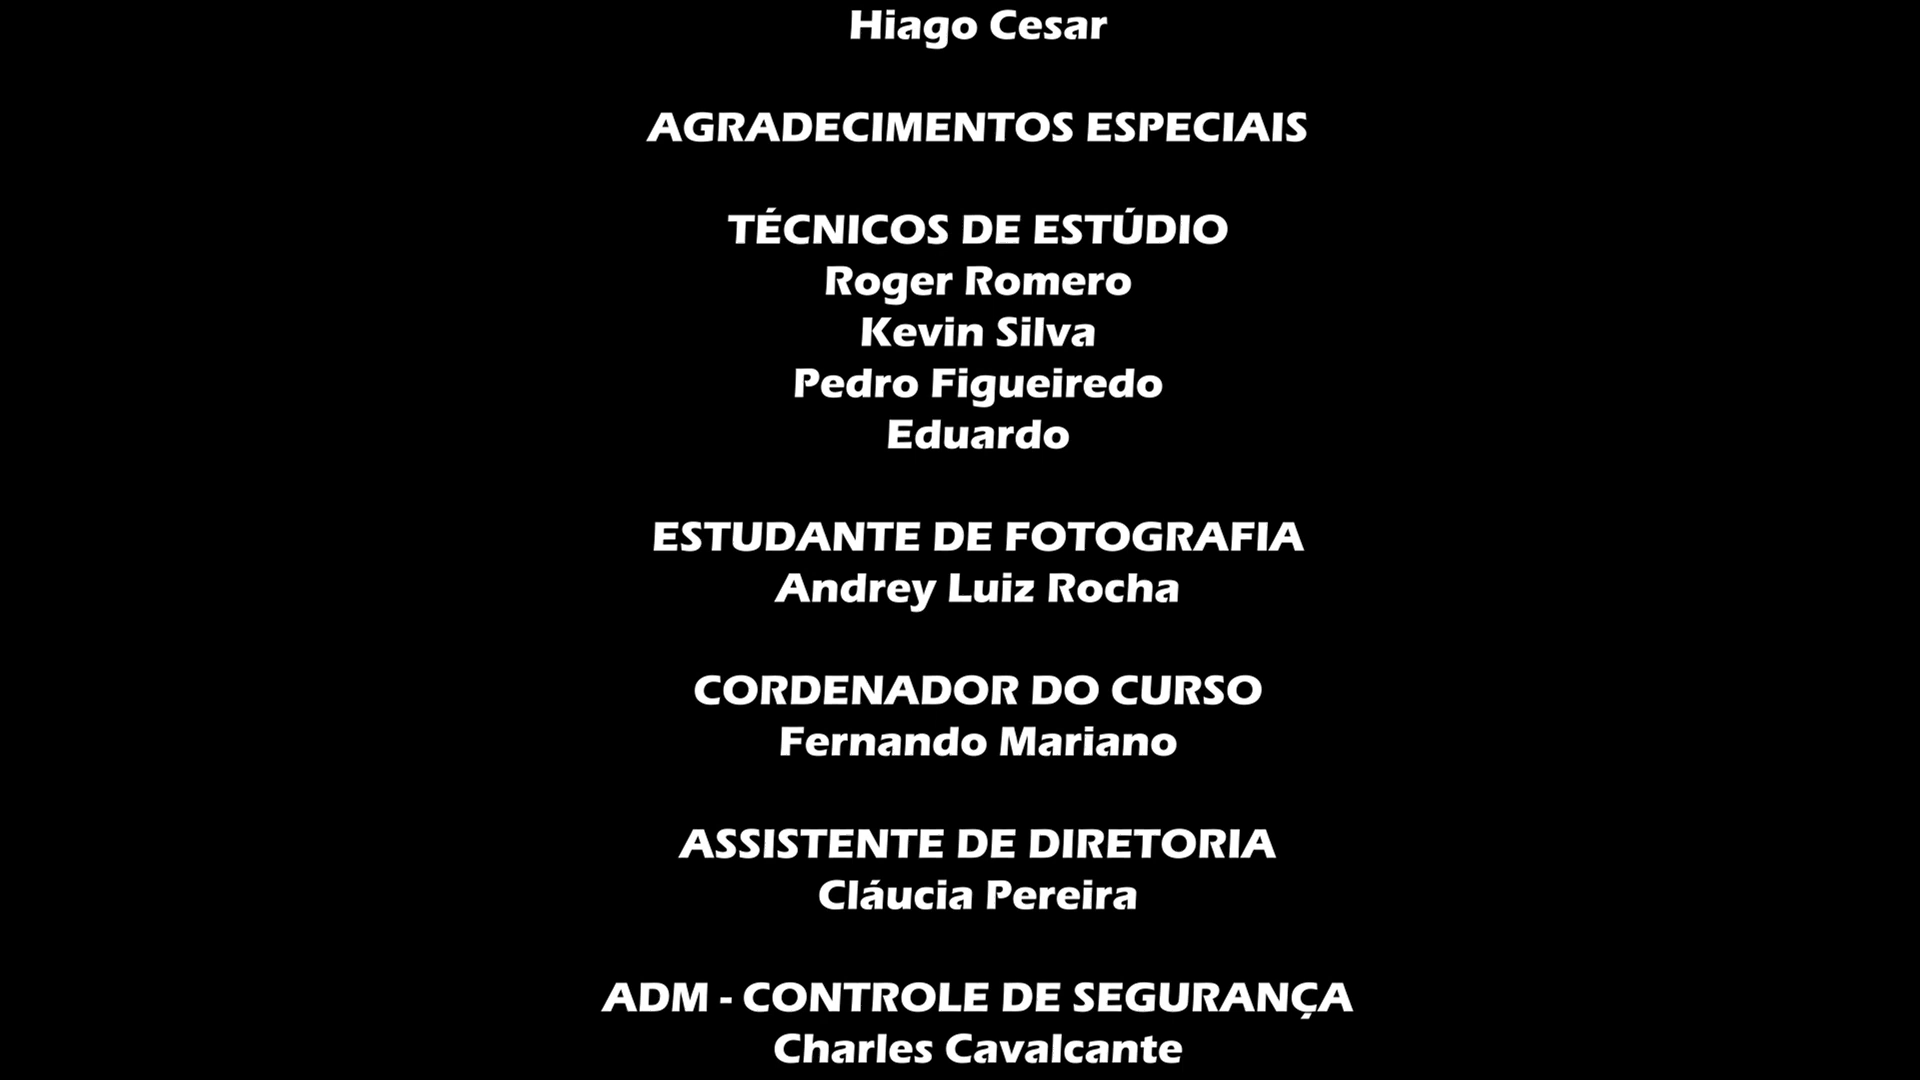 Hiago Cesar
AGRADECIMENTOS ESPECIAIS
TÉCNICOS DE ESTÚDIO
Roger Romero
Kevin Silva
Pedro Figueiredo
Eduardo
ESTUDANTE DE FOTOGRAFIA
Andrey Luiz Rocha
CORDENADOR DO CURSO
Fernando Mariano
ASSISTENTE DE DIRETORIA
Cláucia Pereira
ADM - CONTROLE DE SEGURANÇA
Charles Cavalcante